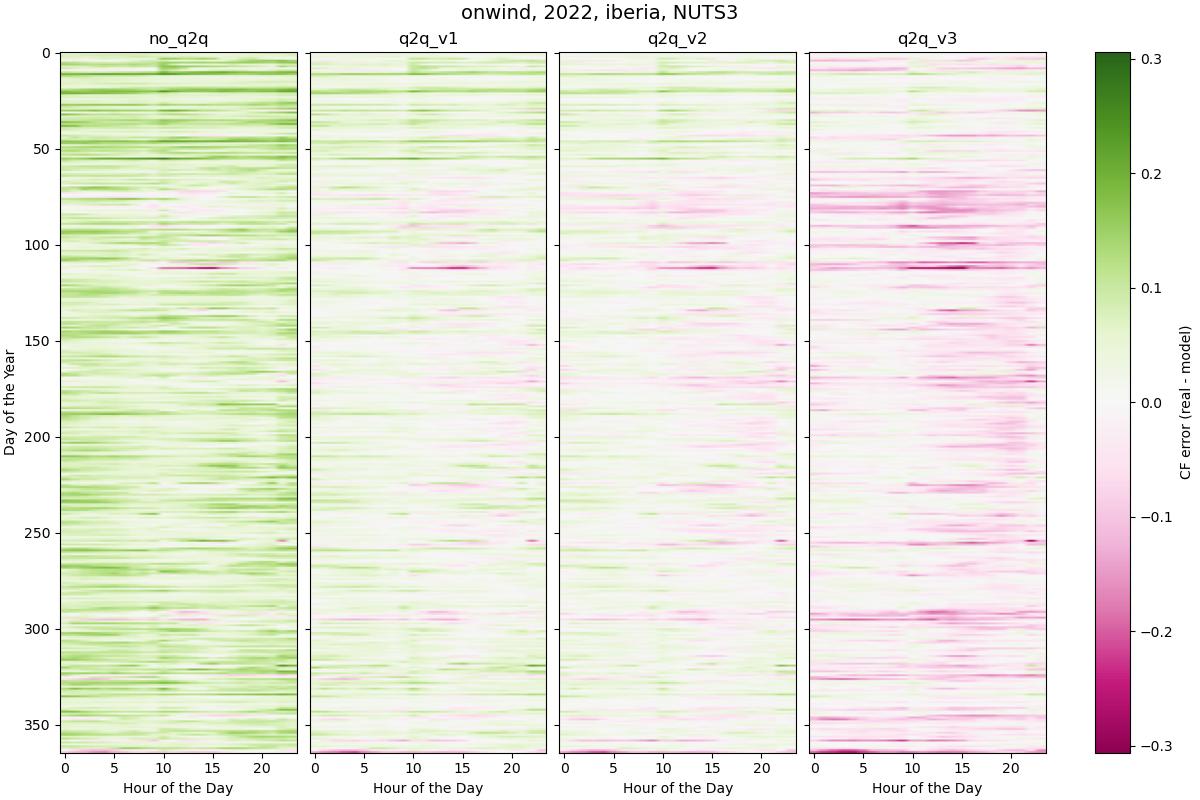 onwind, 2022, iberia, NUTS3
no_q2q
q2q_v1
q2q_v2
q2q_v3
0
50
100
150
200
250
300
350
Day of the Year
0 5 10 15 20
0 5 10 15 20
0 5 10 15 20
0 5 10 15 20
Hour of the Day
Hour of the Day
Hour of the Day
Hour of the Day
0.3
0.2
0.1
0.0
−0.1
−0.2
−0.3
CF error (real - model)